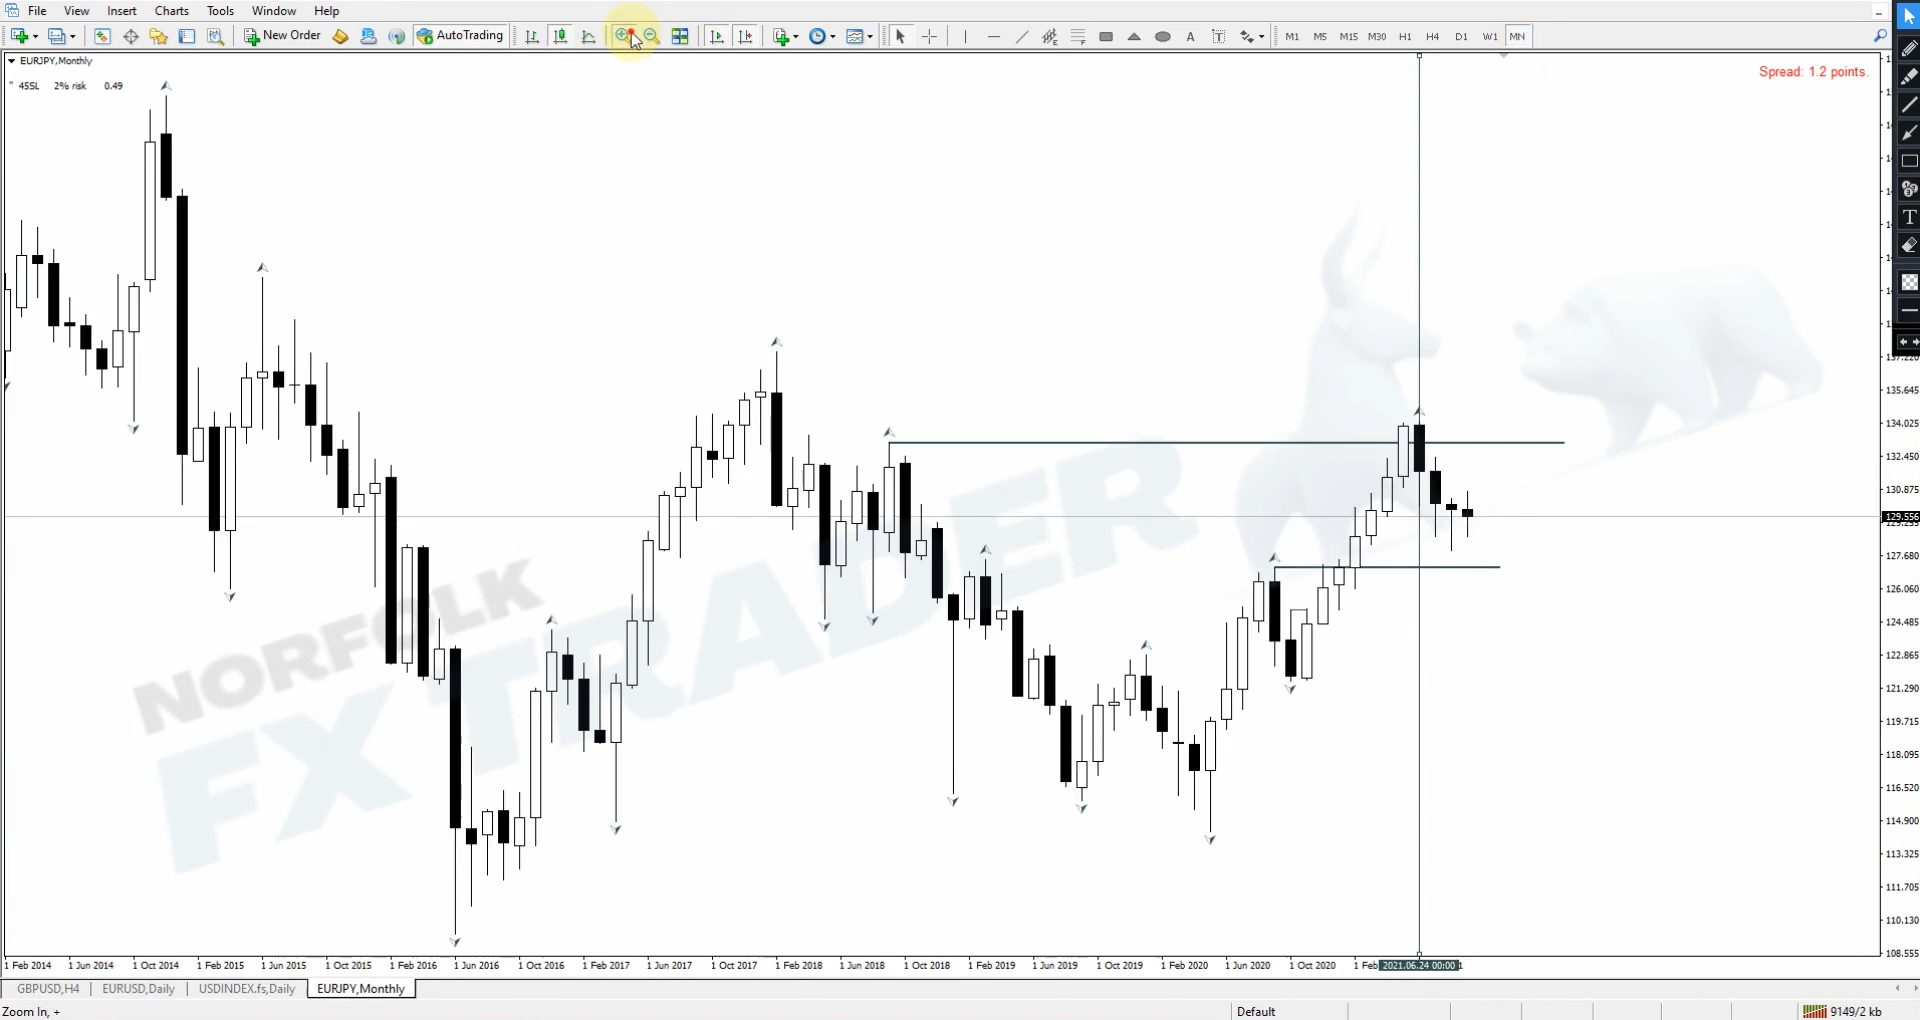 File View Insert Charts Tools Window Help
New Order AutoTrading A T M1 M5 M15 M30 H1 H4 D1 W1 MN
EURJPY,Monthly
Spread: 1.2 points.
" 45SL 2% risk 0.49
T
137.220
135.645
134.025
132.450
130.875
129.556
127.680
126.060
124.485
122.865
121.290
119.715
118.095
116.520
114.900
113.325
111.705
110.130
108.555
NORFOLK
FX TRADER
1 Feb 2014 1 Jun 2014 1 Oct 2014 1 Feb 2015 1 Jun 2015 1 Oct 2015 1 Feb 2016 1 Jun 2016 1 Oct 2016 1 Feb 2017 1 Jun 2017 1 Oct 2017 1 Feb 2018 1 Jun 2018 1 Oct 2018 1 Feb 2019 1 Jun 2019 1 Oct 2019 1 Feb 2020 1 Jun 2020 1 Oct 2020 1 Feb 2021.06.24 00:00
GBPUSD,H4 EURUSD,Daily USDINDEX.fs,Daily EURJPY,Monthly
Zoom In, + Default 9149/2 kb